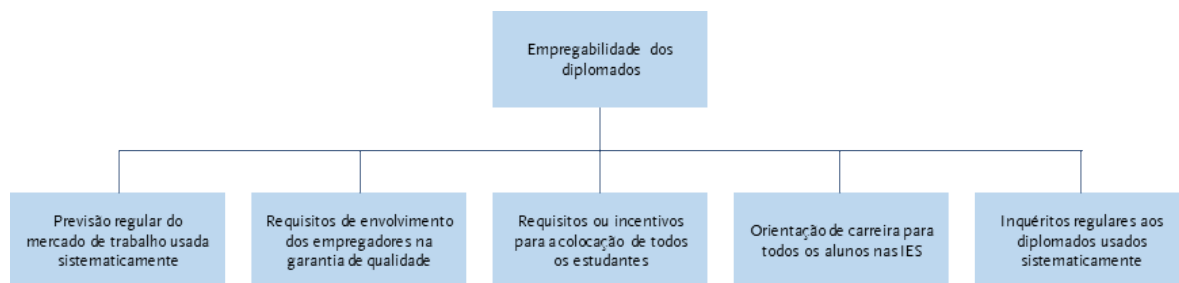 Empregabilidade dos
diplomados
Previsão regular do
mercado de trabalho usada
sistematicamente
Requisitos de envolvimento
dos empregadores na
garantia de qualidade
Requisitos ou incentivos
para a colocação de todos
os estudantes
Orientação de carreira para
todos os alunos nas IES
Inquéritos regulares aos
diplomados usados
sistematicamente